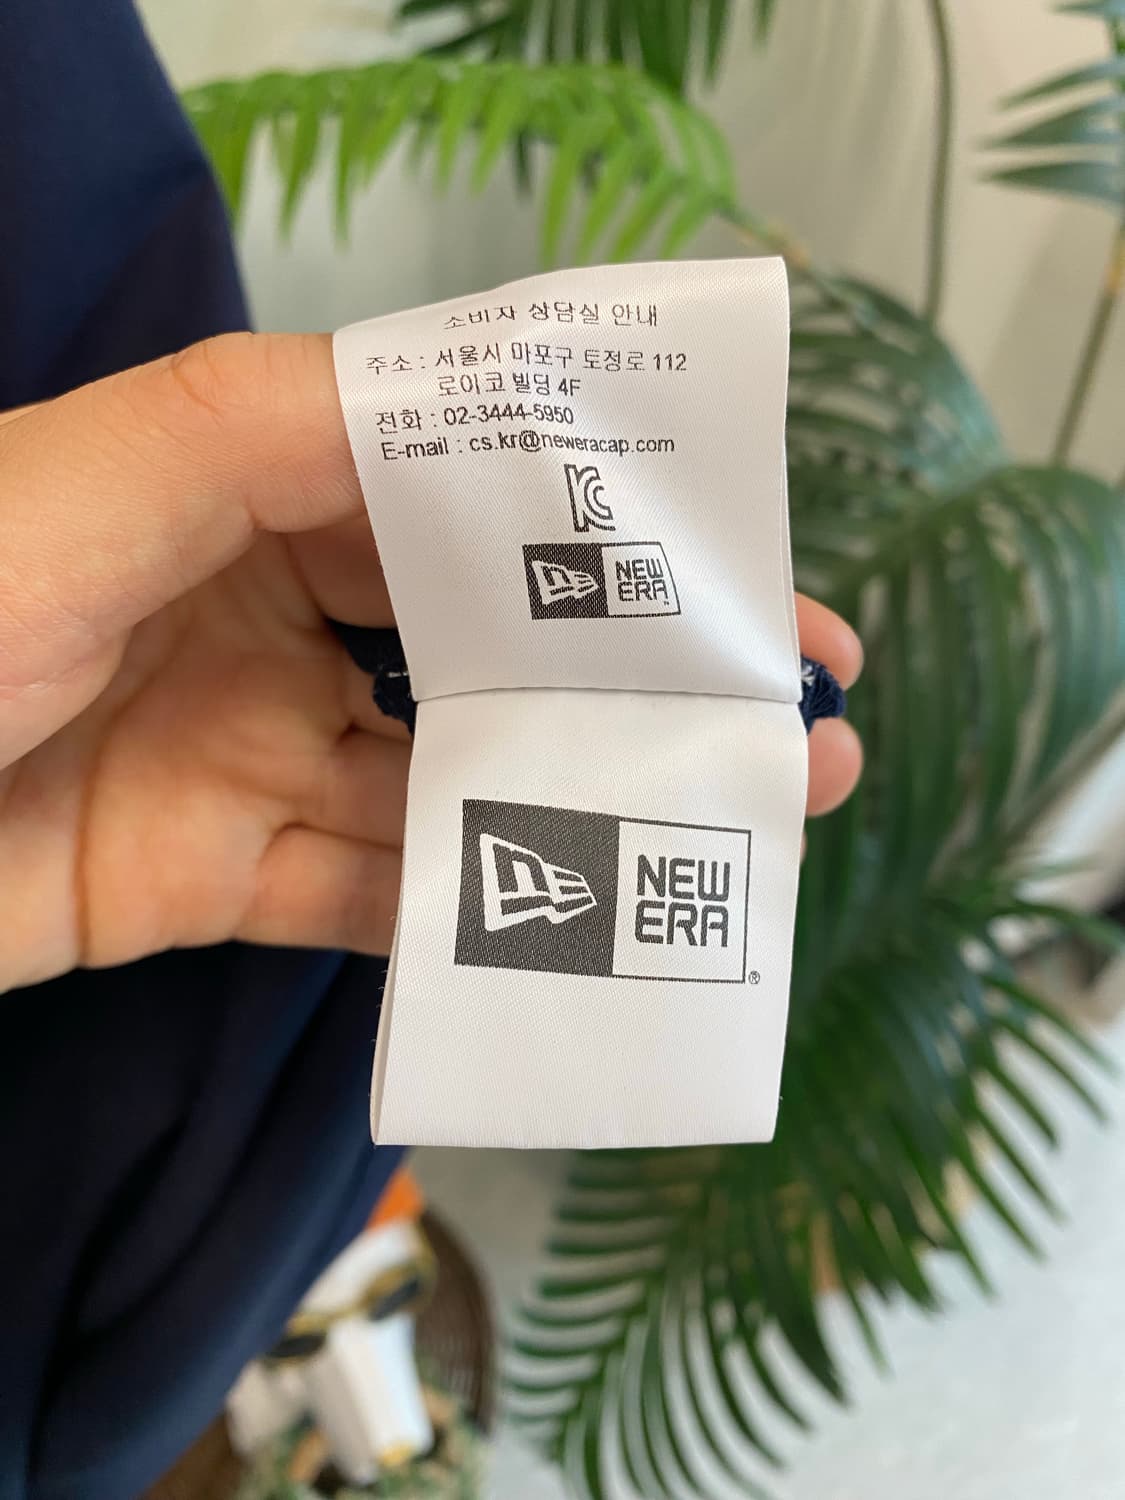 소비자 상담실 안내
주소 : 서울시 마포구 토정로 112
로이코 빌딩 4F
전화 : 02-3444-5950
E-mail : cs.kr@neweracap.com
KC
NEW
ERA™
NEW
ERA®